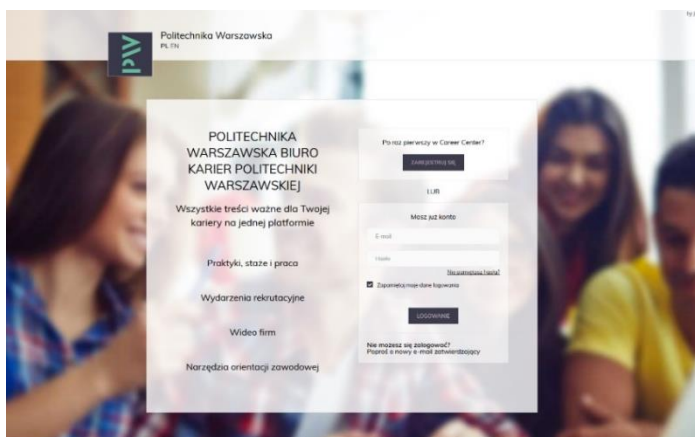 PW
Politechnika Warszawska
POLITECHNIKA
WARSZAWSKA BIURO
KARIER POLITECHNIKI
WARSZAWSKIEJ
Wszystkie treści ważne dla Twojej
kariery na jednej platformie
Praktyki, staże i praca
Wydarzenia rekrutacyjne
Wideo firm
Narzędzia orientacji zawodowej
Po raz pierwszy w Career Center?
ZAREJESTRUJ SIĘ
LUB
Masz już konto
E-mail
Hasło
Nie pamiętasz hasła?
Zapamiętaj moje dane logowania
LOGOWANIE
Nie możesz się zalogować?
Poproś o nowy e-mail zatwierdzający